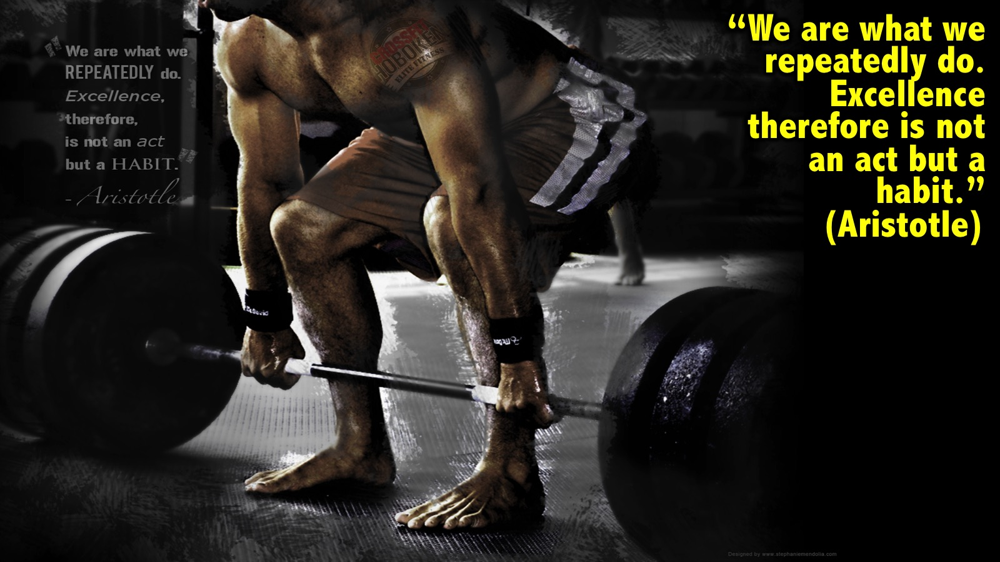 "We are what we
REPEATEDLY do.
Excellence,
therefore,
is not an act
but a HABIT."
- Aristotle
CROSSFIT
HOBOKEN
ELITE FITNESS
“We are what we
repeatedly do.
Excellence
therefore is not
an act but a
habit.”
(Aristotle)
McDavid
Designed by www.stephaniemendolia.com